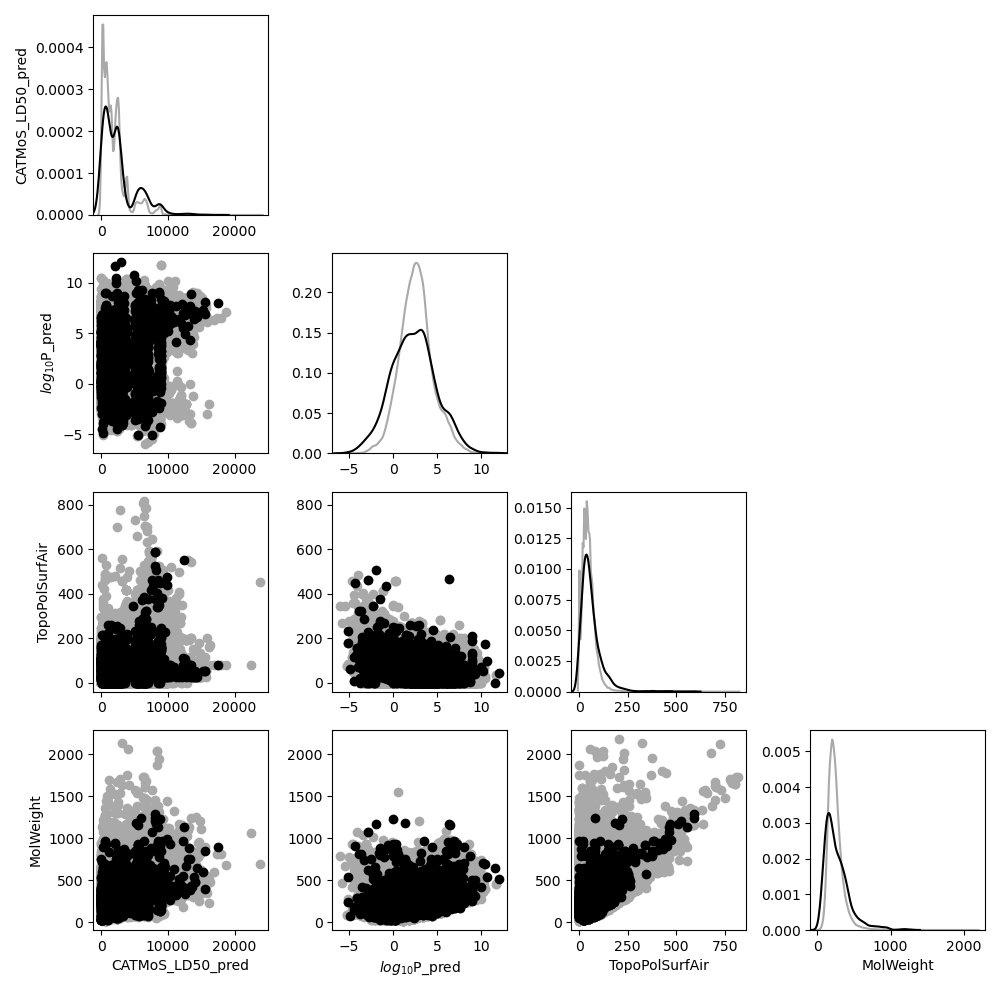 CATMoS_LD50_pred
0.0004
0.0003
0.0002
0.0001
0.0000
0 10000 20000
log₁₀P_pred
10
5
0
−5
0 10000 20000
0.20
0.15
0.10
0.05
0.00
−5 0 5 10
TopoPolSurfAir
800
600
400
200
0
0 10000 20000
800
600
400
200
0
−5 0 5 10
0.0150
0.0125
0.0100
0.0075
0.0050
0.0025
0.0000
0 250 500 750
MolWeight
2000
1500
1000
500
0
0 10000 20000
CATMoS_LD50_pred
2000
1500
1000
500
0
−5 0 5 10
log₁₀P_pred
2000
1500
1000
500
0
0 250 500 750
TopoPolSurfAir
0.005
0.004
0.003
0.002
0.001
0.000
0 1000 2000
MolWeight